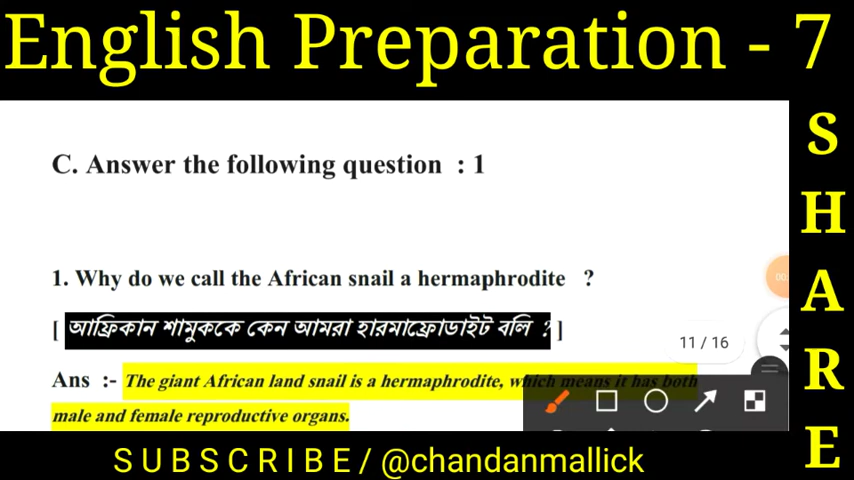 English Preparation - 7
C. Answer the following question : 1
1. Why do we call the African snail a hermaphrodite ?
[ আফ্রিকান শামুককে কেন আমরা হারমাফ্রোডাইট বলি ? ]
11 / 16
Ans :- The giant African land snail is a hermaphrodite, which means it has both
male and female reproductive organs.
SHARE
SUBSCRIBE/ @chandanmallick